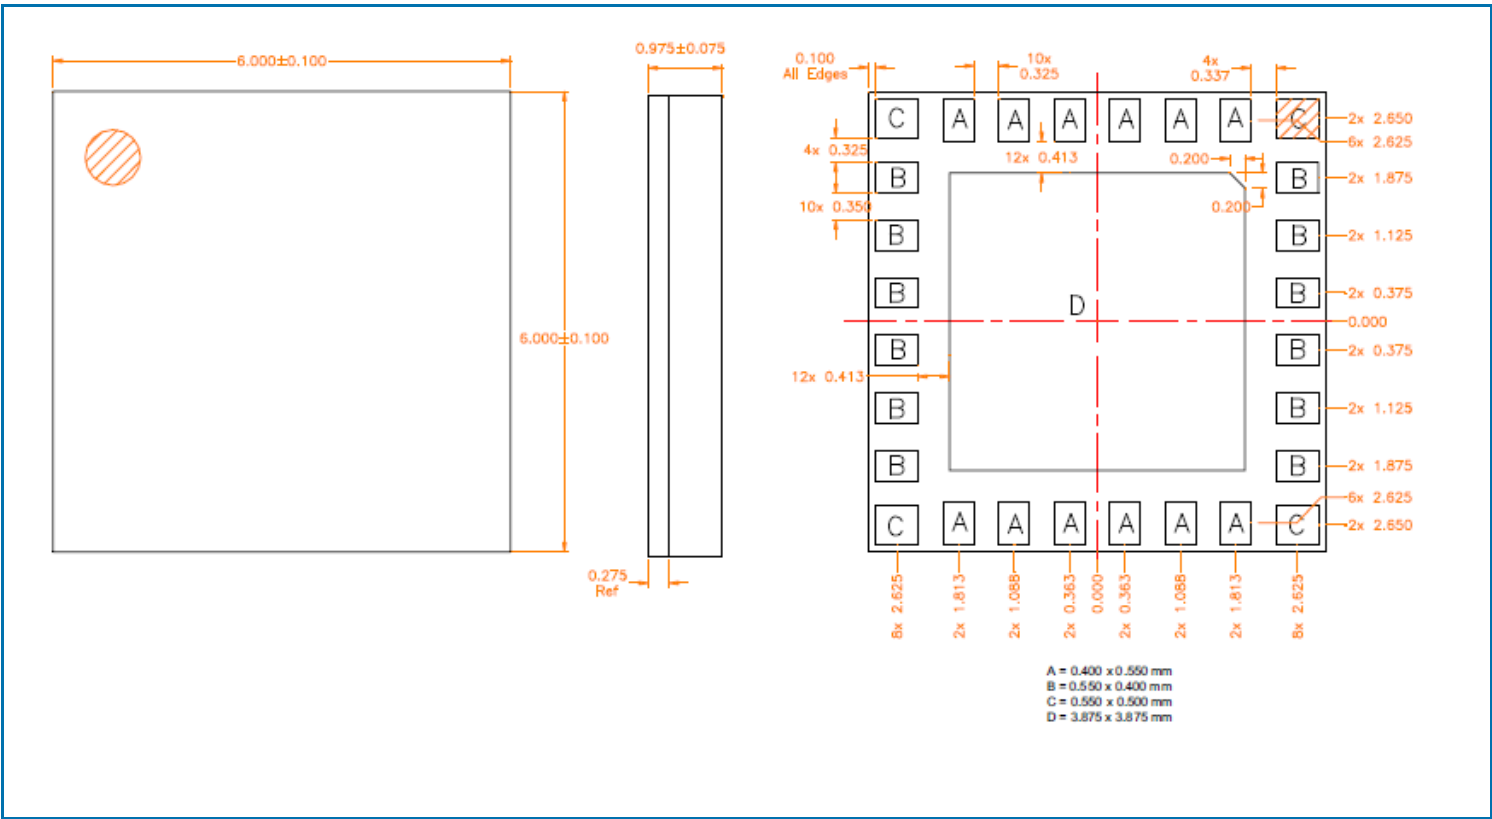 6.000±0.100
6.000±0.100
0.975±0.075
0.275
Ref
0.100
All Edges
10x
0.325
4x
0.337
C A A A A A A C
2x 2.650
6x 2.625
4x 0.325
12x 0.413
0.200
B B
2x 1.875
10x 0.350
0.200
B B
2x 1.125
B B
2x 0.375
D
0.000
B B
2x 0.375
12x 0.413
B B
2x 1.125
B B
2x 1.875
6x 2.625
C A A A A A A C
2x 2.650
8x 2.625
2x 1.813
2x 1.088
2x 0.363
0.000
2x 0.363
2x 1.088
2x 1.813
8x 2.625
A = 0.400 x 0.550 mm
B = 0.550 x 0.400 mm
C = 0.550 x 0.500 mm
D = 3.875 x 3.875 mm